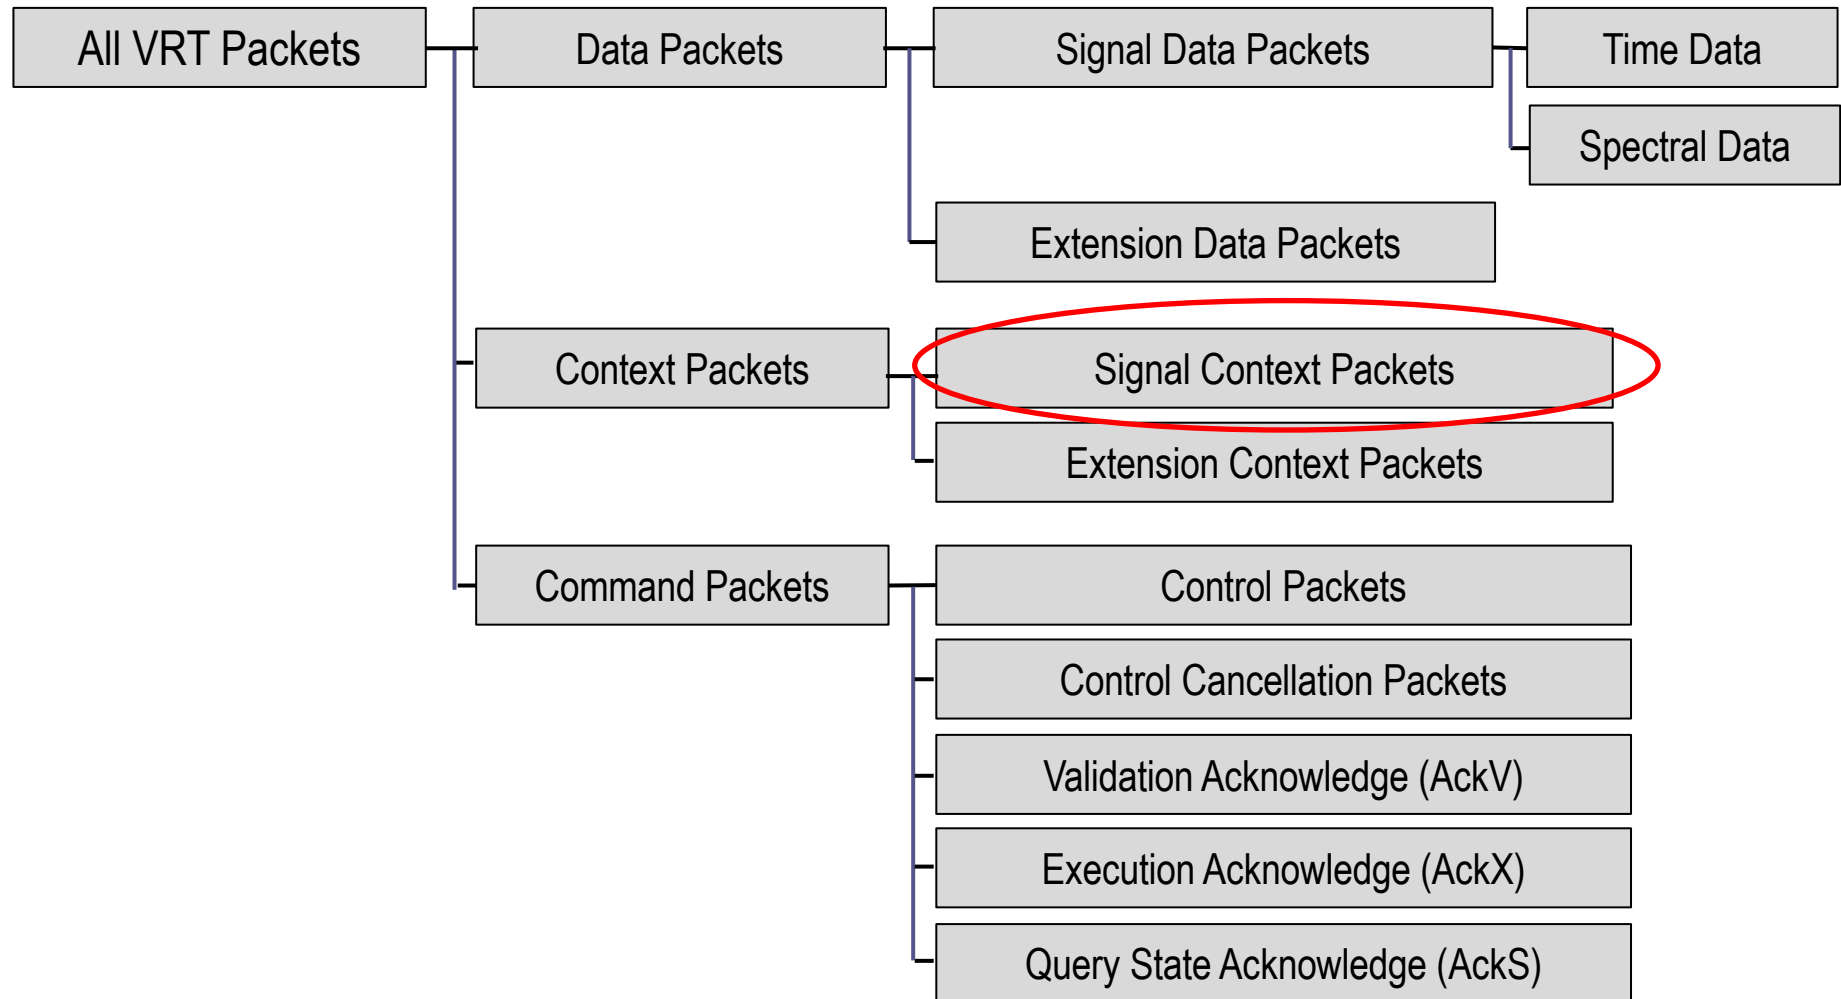 All VRT Packets
Data Packets
Signal Data Packets
Time Data
Spectral Data
Extension Data Packets
Context Packets
Signal Context Packets
Extension Context Packets
Command Packets
Control Packets
Control Cancellation Packets
Validation Acknowledge (AckV)
Execution Acknowledge (AckX)
Query State Acknowledge (AckS)